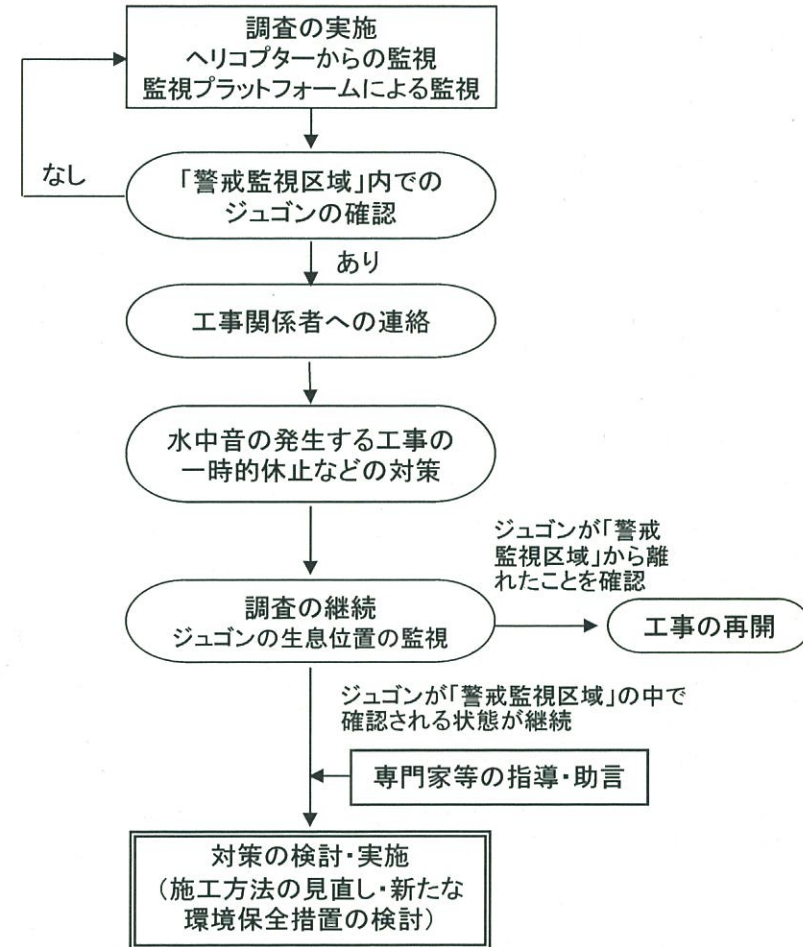 調査の実施
ヘリコプターからの監視
監視プラットフォームによる監視
なし
「警戒監視区域」内での
ジュゴンの確認
あり
工事関係者への連絡
水中音の発生する工事の
一時的休止などの対策
ジュゴンが「警戒
監視区域」から離
れたことを確認
調査の継続
ジュゴンの生息位置の監視
工事の再開
ジュゴンが「警戒監視区域」の中で
確認される状態が継続
専門家等の指導・助言
対策の検討・実施
(施工方法の見直し・新たな
環境保全措置の検討)